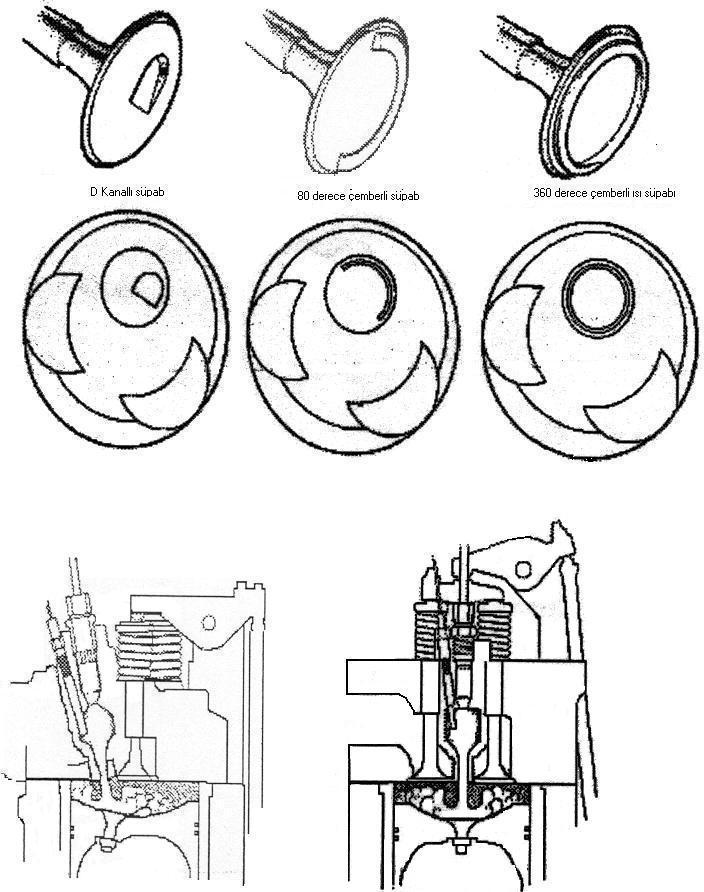 D Kanallı süpab
80 derece çemberli süpab
360 derece çemberli ısı süpabı